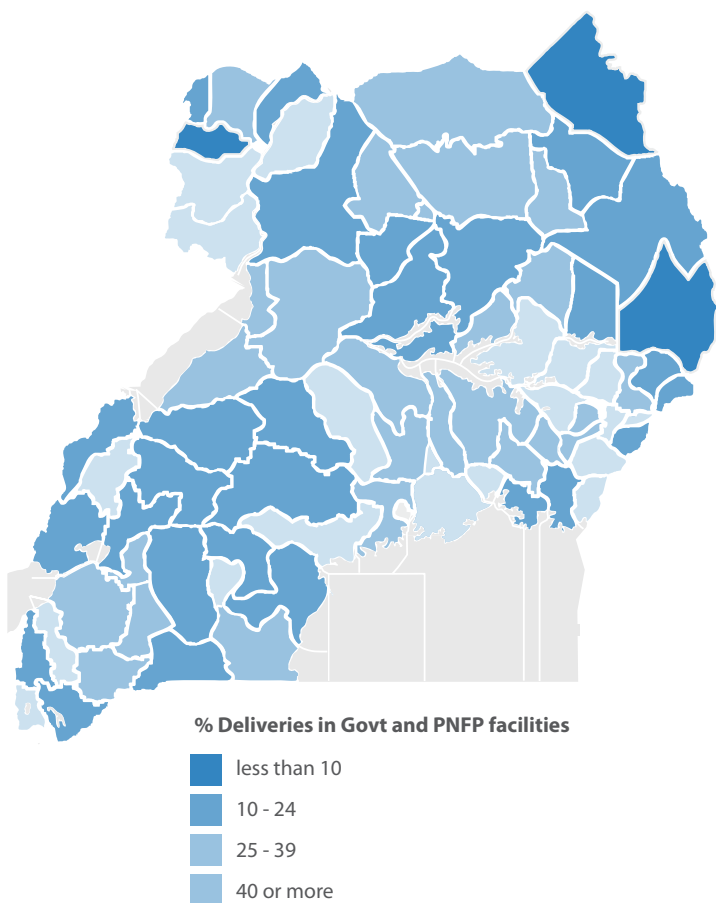 % Deliveries in Govt and PNFP facilities
less than 10
10 - 24
25 - 39
40 or more